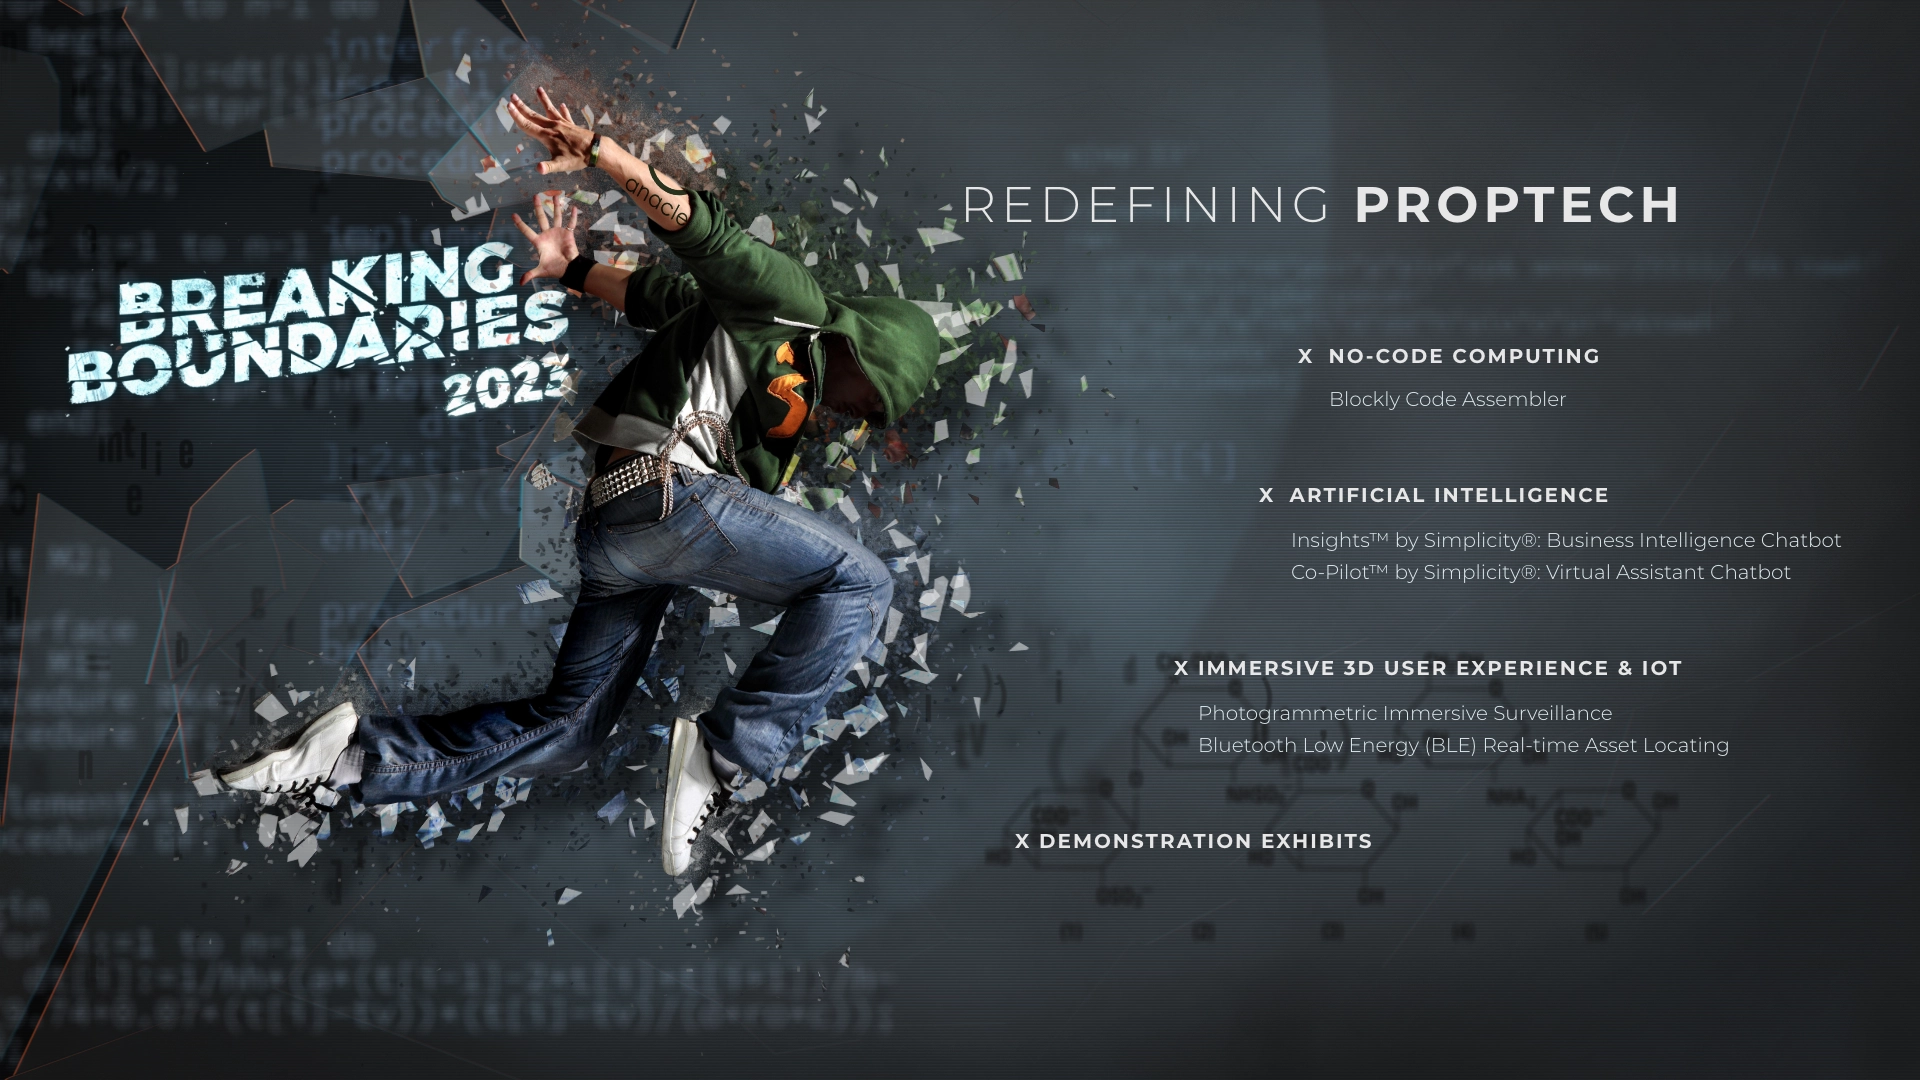 BREAKING
BOUNDARIES
2023
anacle
REDEFINING PROPTECH
X NO-CODE COMPUTING
Blockly Code Assembler
X ARTIFICIAL INTELLIGENCE
Insights™ by Simplicity®: Business Intelligence Chatbot
Co-Pilot™ by Simplicity®: Virtual Assistant Chatbot
X IMMERSIVE 3D USER EXPERIENCE & IOT
Photogrammetric Immersive Surveillance
Bluetooth Low Energy (BLE) Real-time Asset Locating
X DEMONSTRATION EXHIBITS